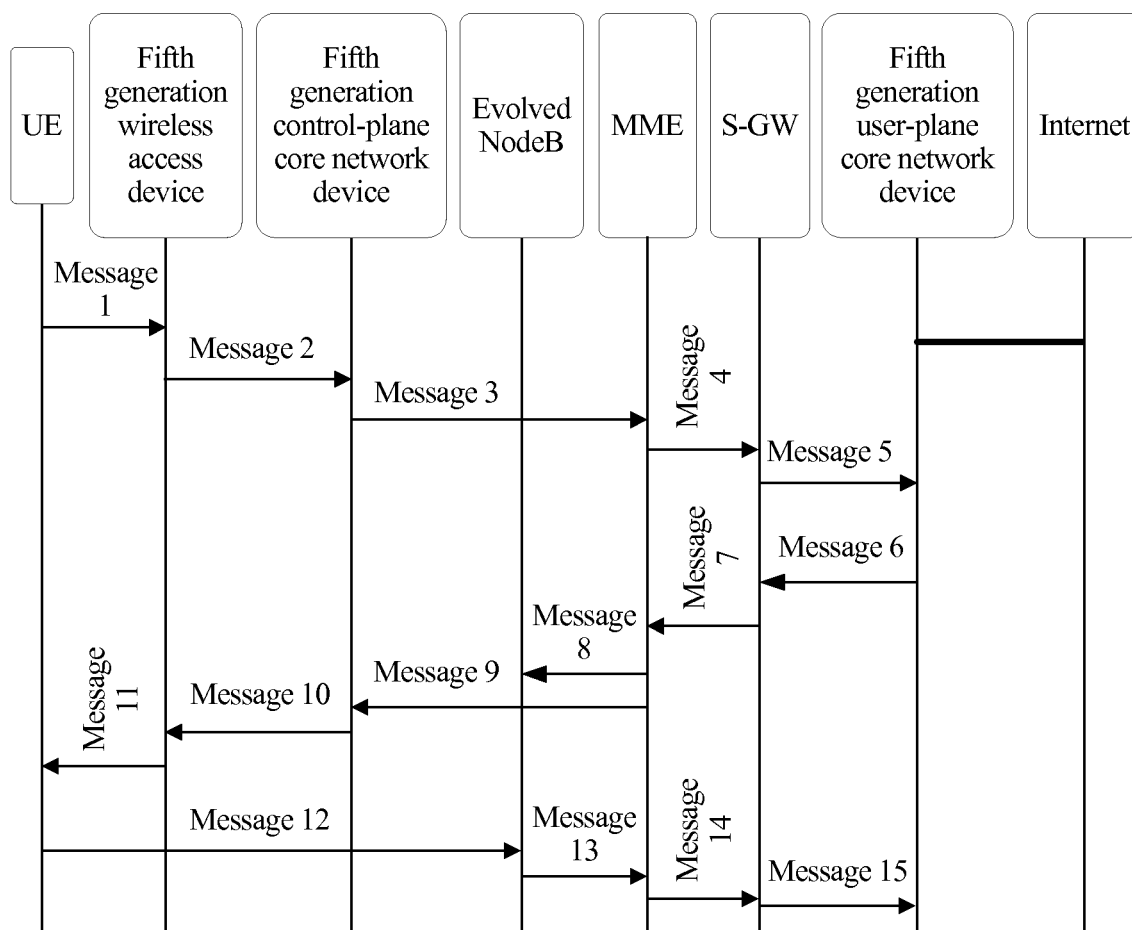 UE
Fifth
generation
wireless
access
device
Fifth
generation
control-plane
core network
device
Evolved
NodeB
MME
S-GW
Fifth
generation
user-plane
core network
device
Internet
Message
1
Message 2
Message 3
Message
4
Message 5
Message 6
Message
7
Message
8
Message 9
Message 10
Message
11
Message 12
Message
13
Message
14
Message 15